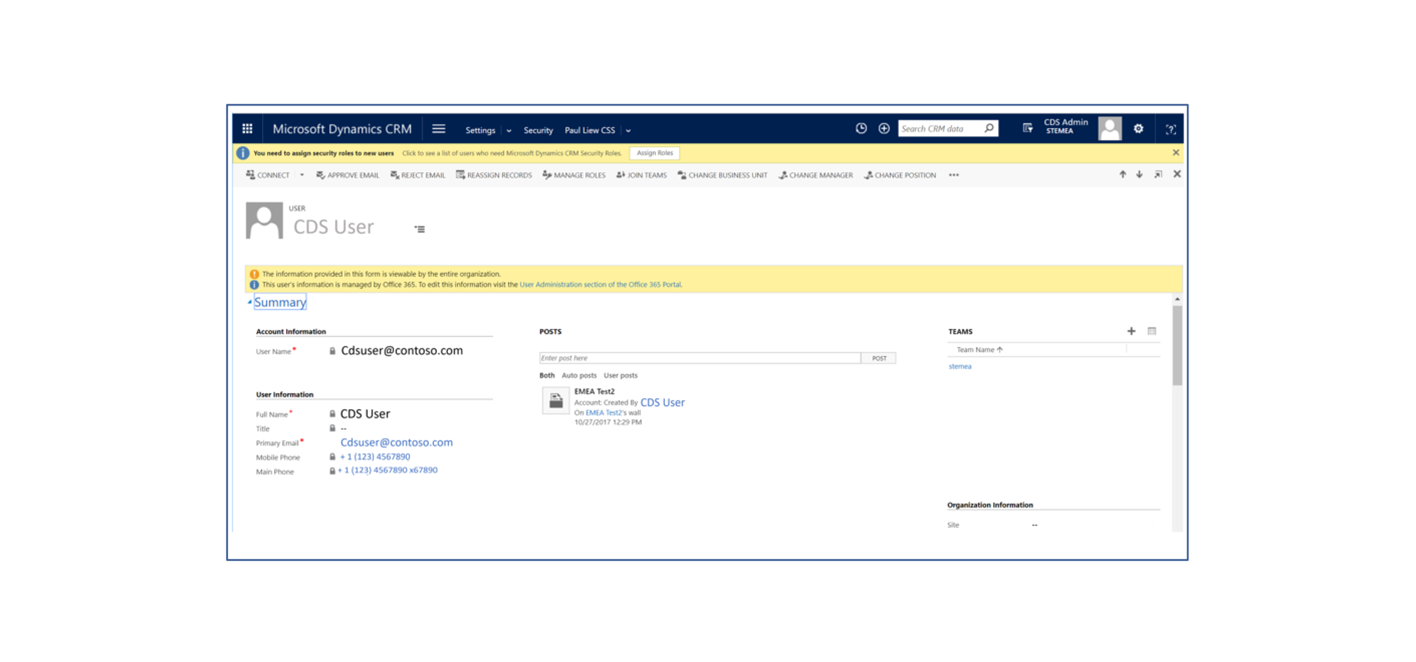 Microsoft Dynamics CRM Settings Security Paul Liew CSS Search CRM data CDS Admin
STEMEA
You need to assign security roles to new users Click to see a list of users who need Microsoft Dynamics CRM Security Roles. Assign Roles
CONNECT APPROVE EMAIL REJECT EMAIL REASSIGN RECORDS MANAGE ROLES JOIN TEAMS CHANGE BUSINESS UNIT CHANGE MANAGER CHANGE POSITION ...
USER
CDS User
The information provided in this form is viewable by the entire organization.
This user's information is managed by Office 365. To edit this information visit the User Administration section of the Office 365 Portal.
Summary
Account Information
User Name* Cdsuser@contoso.com
User Information
Full Name* CDS User
Title --
Primary Email* Cdsuser@contoso.com
Mobile Phone + 1 (123) 4567890
Main Phone + 1 (123) 4567890 x67890
POSTS
Enter post here POST
Both Auto posts User posts
EMEA Test2
Account: Created By CDS User
On EMEA Test2's wall
10/27/2017 12:29 PM
TEAMS
Team Name ↑
stemea
Organization Information
Site --